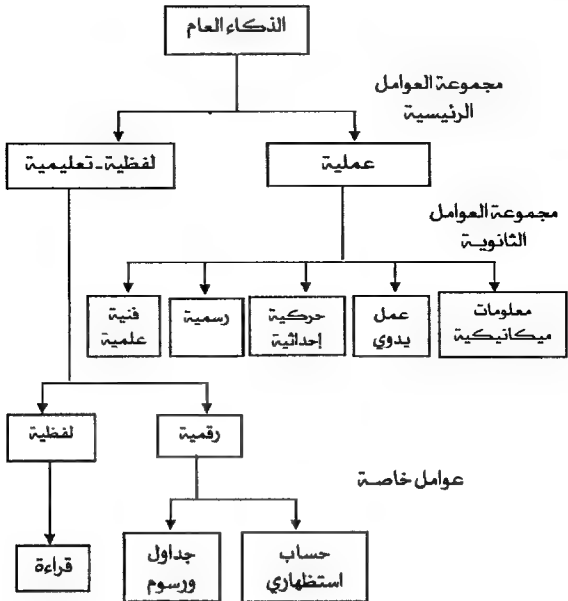 الذكاء العام
مجموعة العوامل
الرئيسية
عملية
لفظية - تعليمية
مجموعة العوامل
الثانوية
معلومات
ميكانيكية
عمل
يدوي
حركية
إحداثية
رسمية
فنية
علمية
رقمية
لفظية
عوامل خاصة
حساب
استظهاري
جداول
ورسوم
قراءة